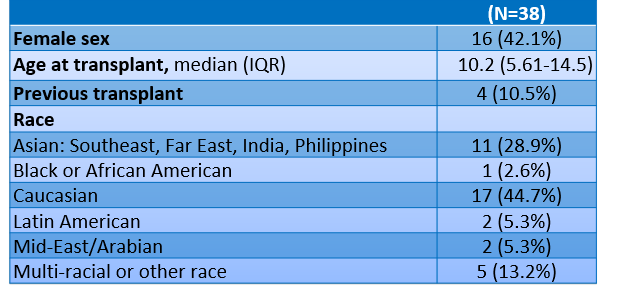 (N=38)
Female sex 16 (42.1%)
Age at transplant, median (IQR) 10.2 (5.61-14.5)
Previous transplant 4 (10.5%)
Race
Asian: Southeast, Far East, India, Philippines 11 (28.9%)
Black or African American 1 (2.6%)
Caucasian 17 (44.7%)
Latin American 2 (5.3%)
Mid-East/Arabian 2 (5.3%)
Multi-racial or other race 5 (13.2%)